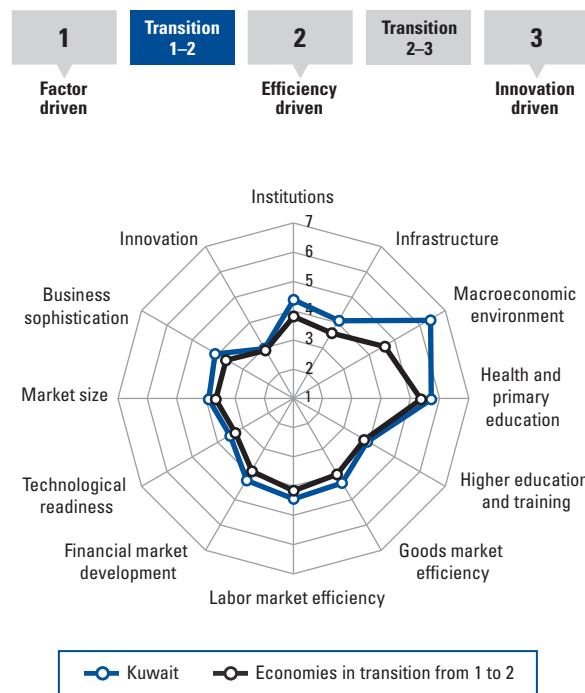 1
Transition
1–2
2
Transition
2–3
3
Factor
driven
Efficiency
driven
Innovation
driven
Institutions
7
6
5
4
3
2
1
Innovation
Infrastructure
Business
sophistication
Macroeconomic
environment
Market size
Health and
primary
education
Technological
readiness
Higher education
and training
Financial market
development
Goods market
efficiency
Labor market efficiency
Kuwait
Economies in transition from 1 to 2